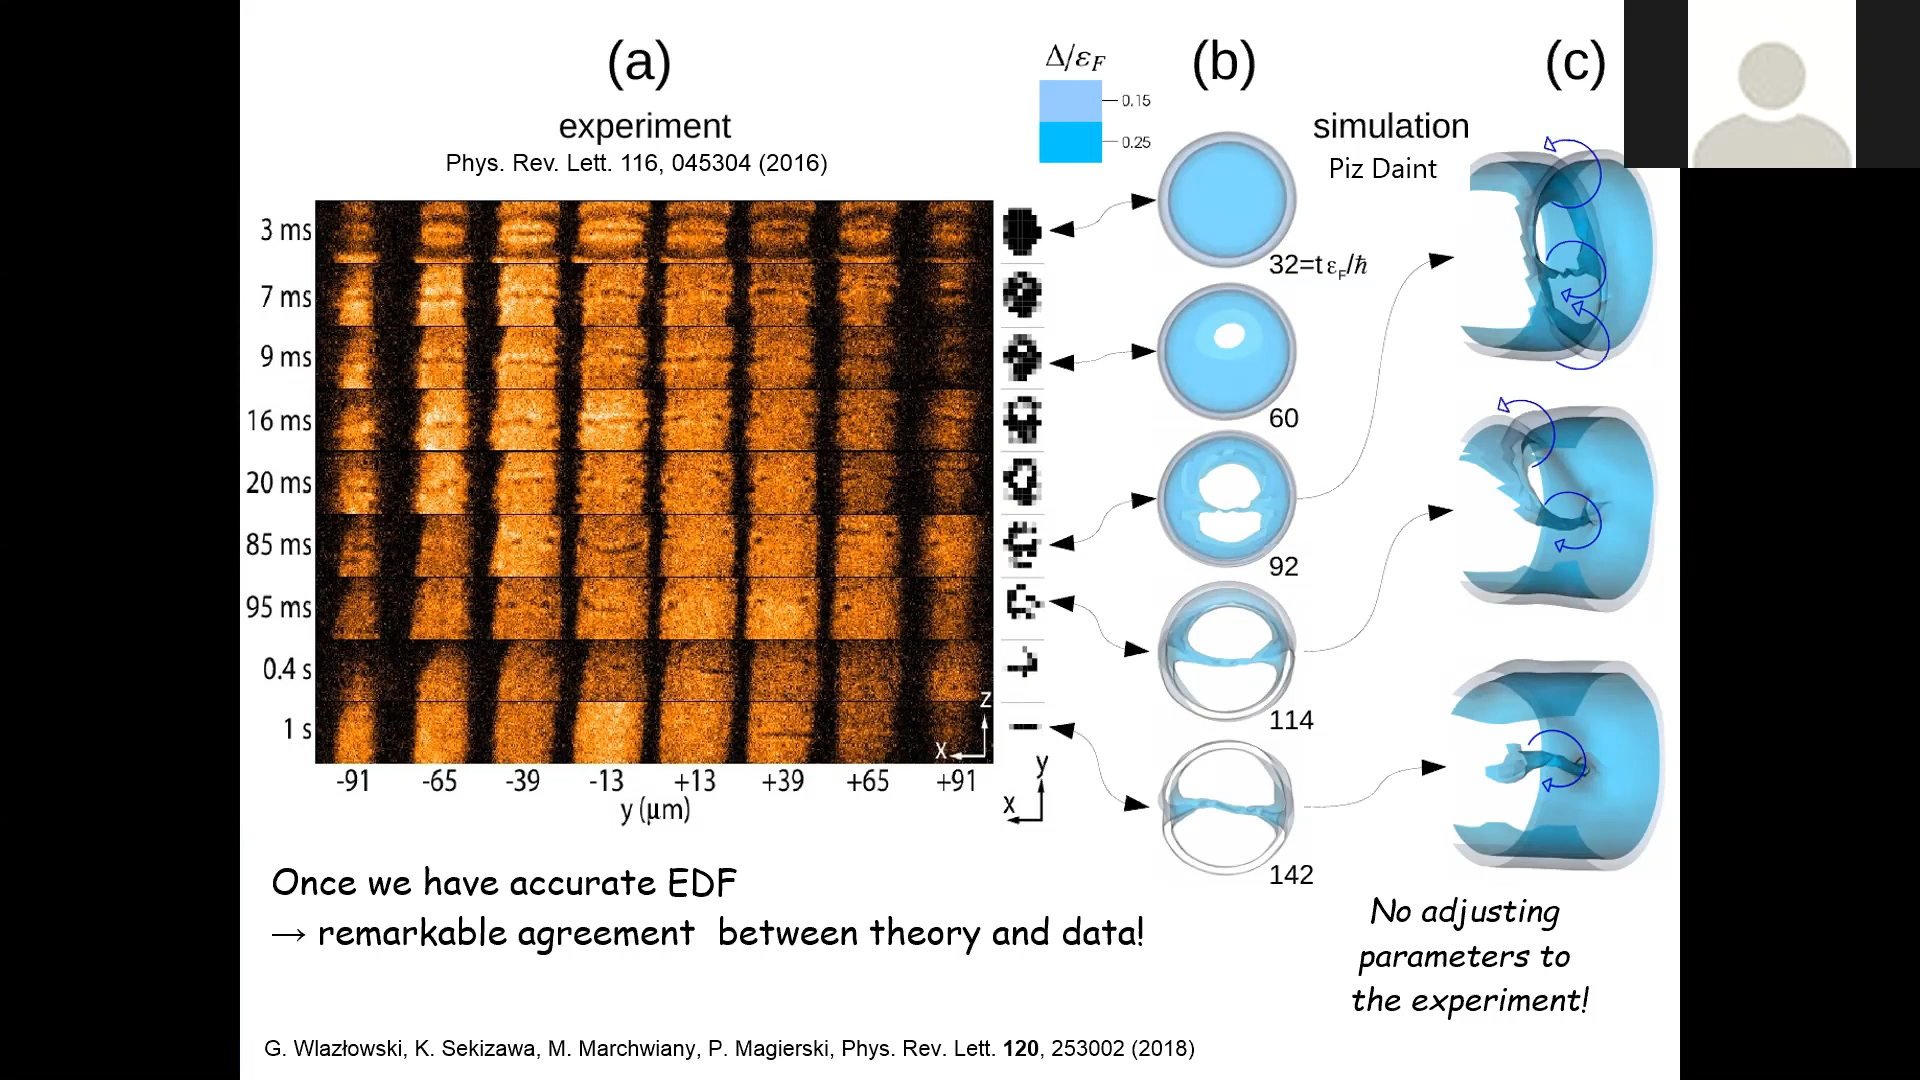 (a)
experiment
Phys. Rev. Lett. 116, 045304 (2016)
3 ms
7 ms
9 ms
16 ms
20 ms
85 ms
95 ms
0.4 s
1 s
z
x
-91 -65 -39 -13 +13 +39 +65 +91
y (μm)
y
x
Δ/εF
0.15
0.25
(b)
simulation
Piz Daint
32=t εF/ħ
60
92
114
142
(c)
Once we have accurate EDF
→ remarkable agreement between theory and data!
No adjusting
parameters to
the experiment!
G. Wlazłowski, K. Sekizawa, M. Marchwiany, P. Magierski, Phys. Rev. Lett. 120, 253002 (2018)